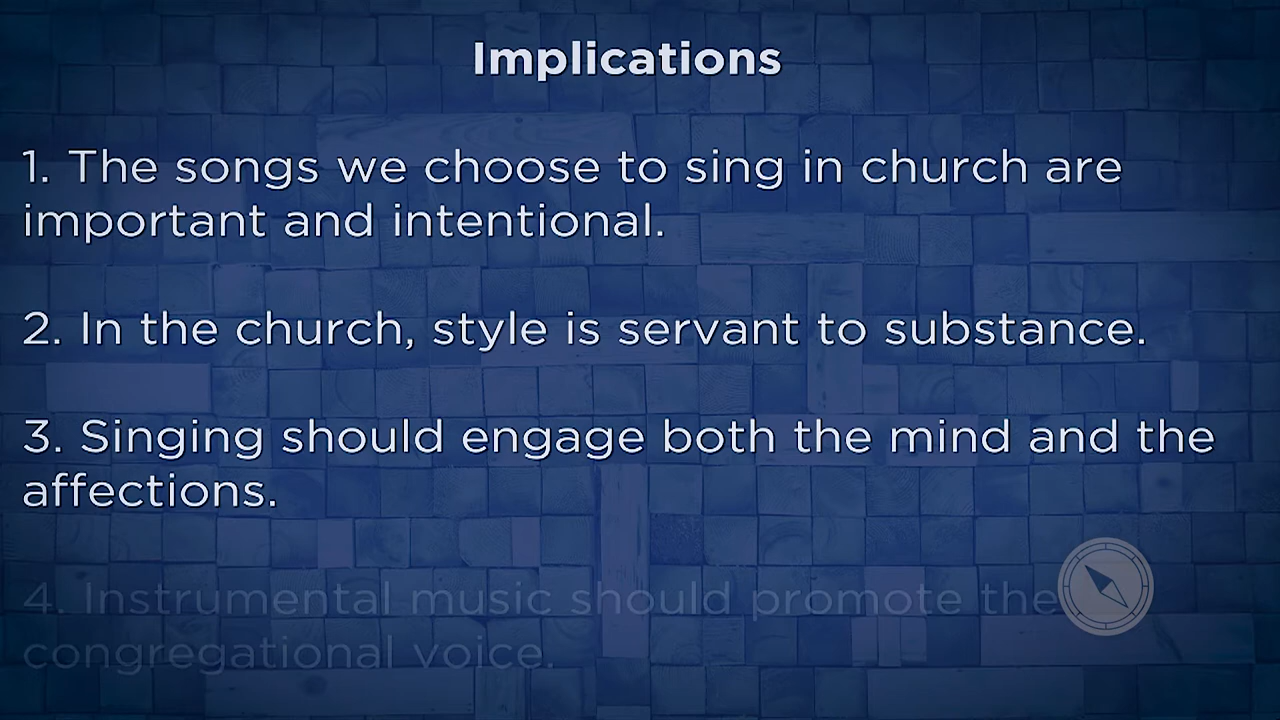 Implications
1. The songs we choose to sing in church are
important and intentional.
2. In the church, style is servant to substance.
3. Singing should engage both the mind and the
affections.
4. Instrumental music should promote the
congregational voice.